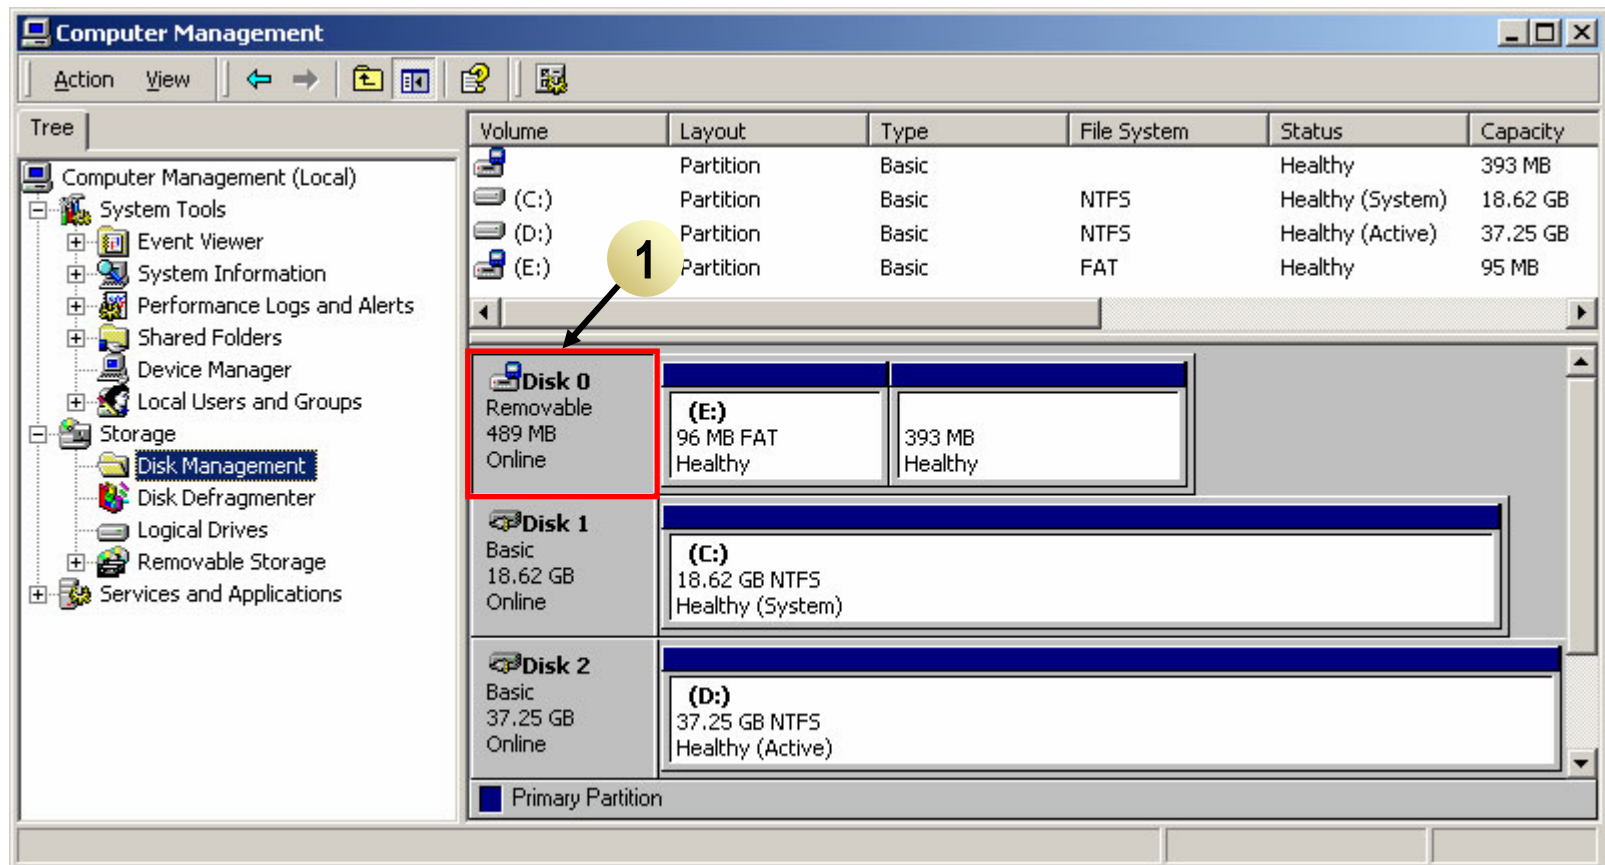 Computer Management
Action View
Tree
Computer Management (Local)
System Tools
Event Viewer
System Information
Performance Logs and Alerts
Shared Folders
Device Manager
Local Users and Groups
Storage
Disk Management
Disk Defragmenter
Logical Drives
Removable Storage
Services and Applications
Volume Layout Type File System Status Capacity
Partition Basic Healthy 393 MB
(C:) Partition Basic NTFS Healthy (System) 18.62 GB
(D:) Partition Basic NTFS Healthy (Active) 37.25 GB
(E:) Partition Basic FAT Healthy 95 MB
1
Disk 0
Removable
489 MB
Online
(E:)
96 MB FAT
Healthy
393 MB
Healthy
Disk 1
Basic
18.62 GB
Online
(C:)
18.62 GB NTFS
Healthy (System)
Disk 2
Basic
37.25 GB
Online
(D:)
37.25 GB NTFS
Healthy (Active)
Primary Partition